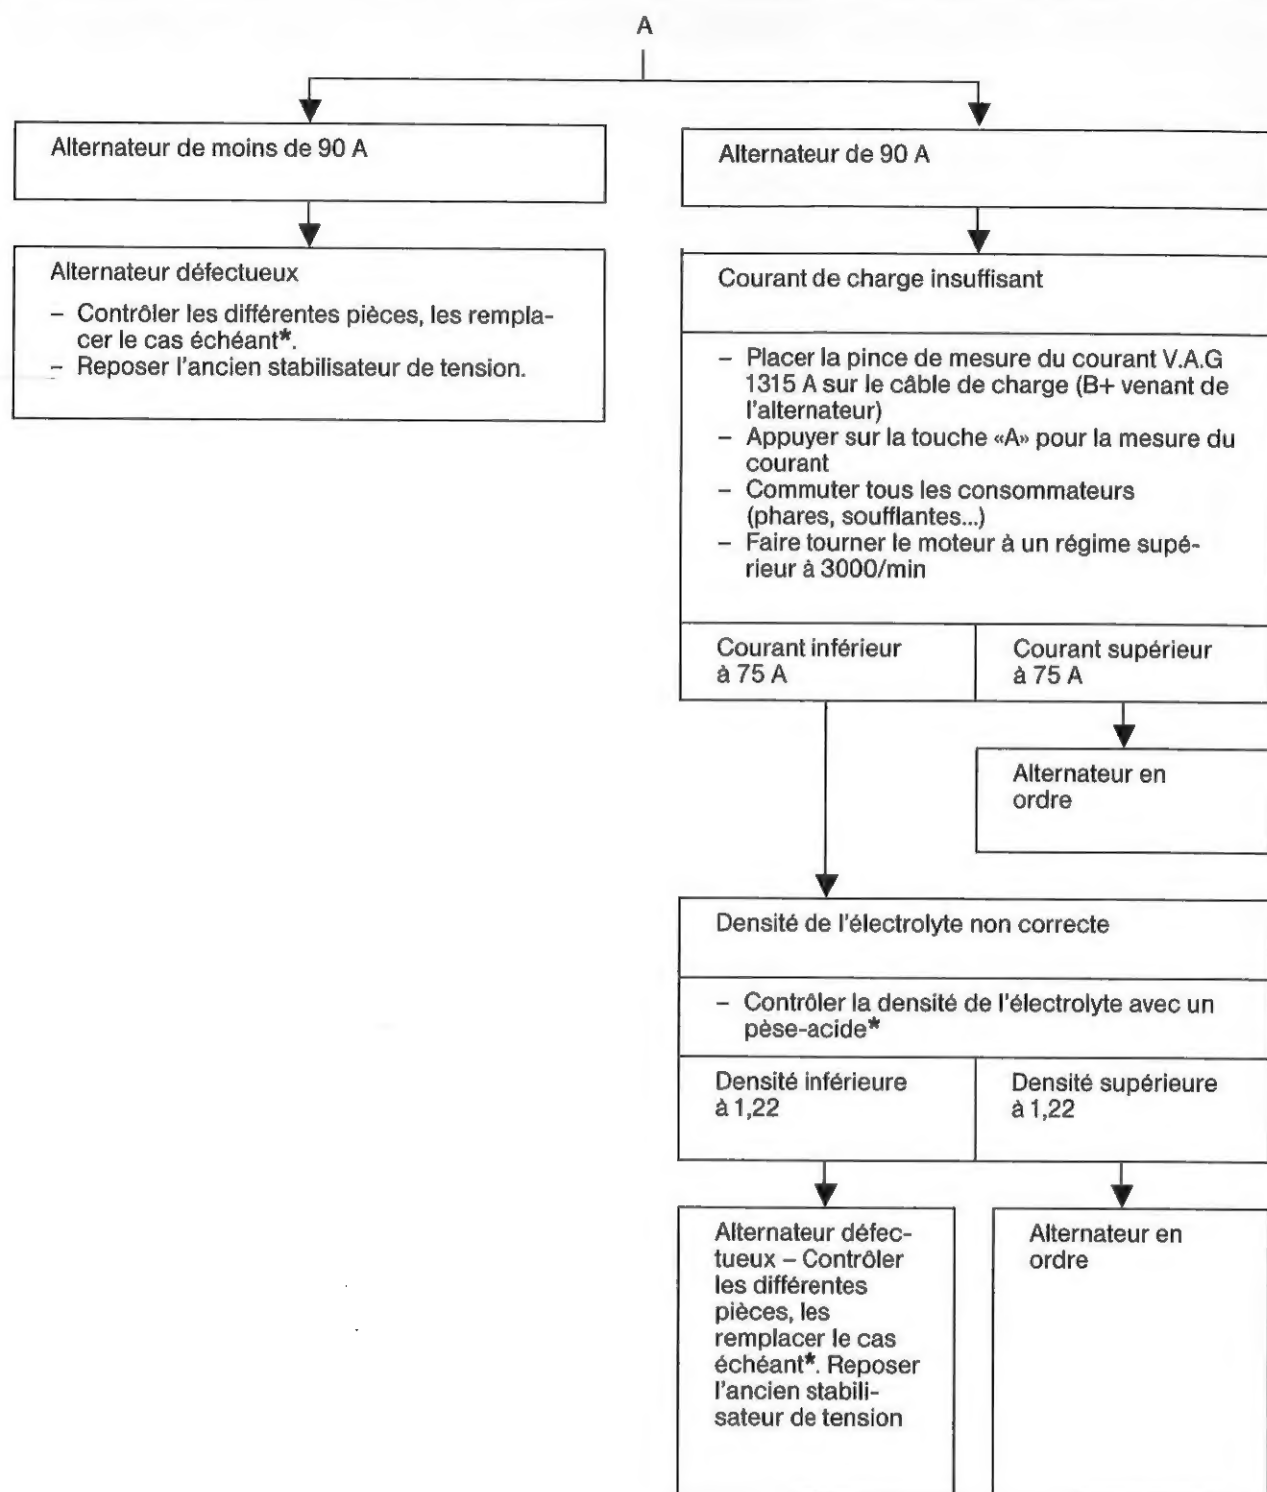 A
Alternateur de moins de 90 A
Alternateur défectueux
– Contrôler les différentes pièces, les rempla-
cer le cas échéant*.
– Reposer l'ancien stabilisateur de tension.
Alternateur de 90 A
Courant de charge insuffisant
– Placer la pince de mesure du courant V.A.G
1315 A sur le câble de charge (B+ venant de
l'alternateur)
– Appuyer sur la touche «A» pour la mesure du
courant
– Commuter tous les consommateurs
(phares, soufflantes...)
– Faire tourner le moteur à un régime supé-
rieur à 3000/min
Courant inférieur
à 75 A
Courant supérieur
à 75 A
Alternateur en
ordre
Densité de l'électrolyte non correcte
– Contrôler la densité de l'électrolyte avec un
pèse-acide*
Densité inférieure
à 1,22
Densité supérieure
à 1,22
Alternateur défec-
tueux – Contrôler
les différentes
pièces, les
remplacer le cas
échéant*. Reposer
l'ancien stabili-
sateur de tension
Alternateur en
ordre